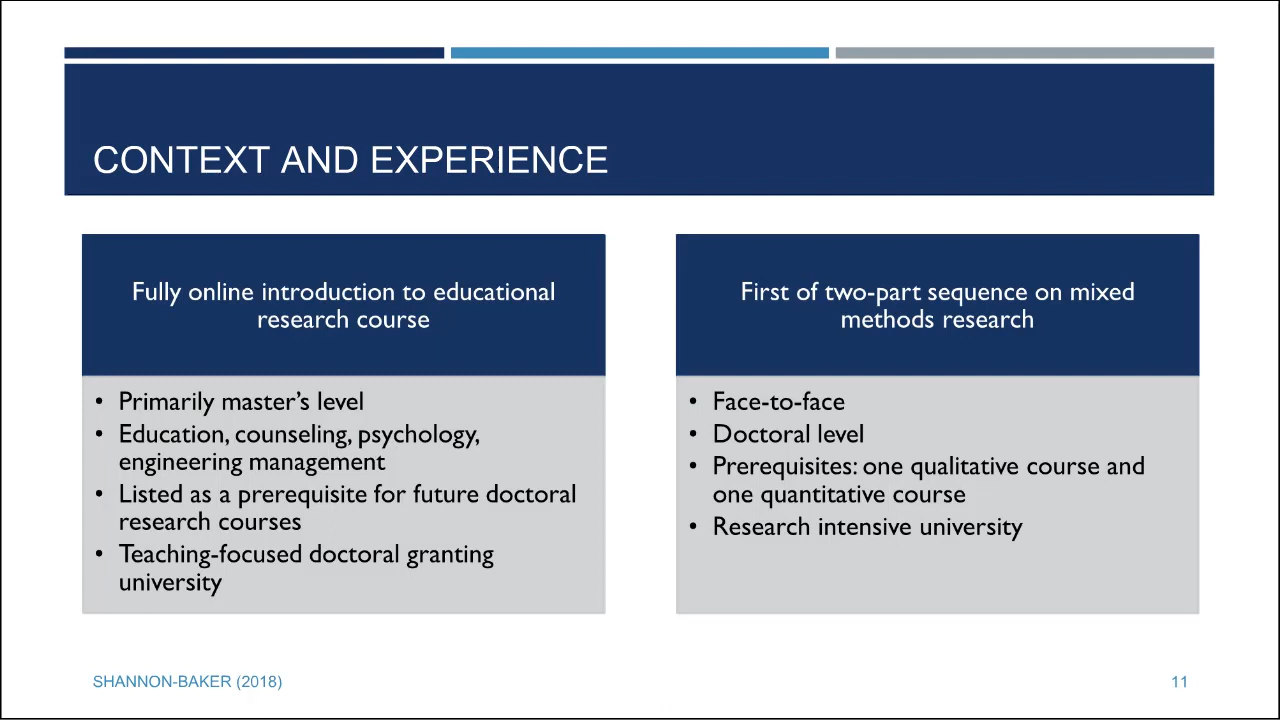 CONTEXT AND EXPERIENCE
Fully online introduction to educational
research course
• Primarily master's level
• Education, counseling, psychology,
engineering management
• Listed as a prerequisite for future doctoral
research courses
• Teaching-focused doctoral granting
university
First of two-part sequence on mixed
methods research
• Face-to-face
• Doctoral level
• Prerequisites: one qualitative course and
one quantitative course
• Research intensive university
SHANNON-BAKER (2018)
11